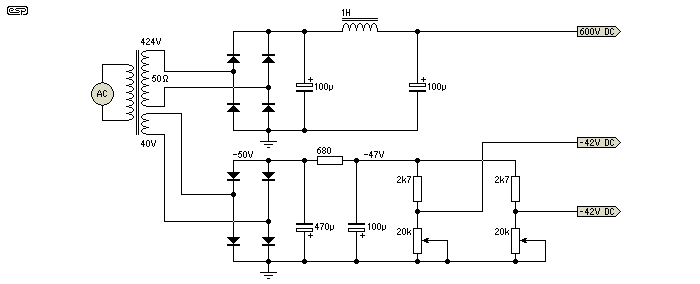 esp
1H
600V DC
424V
50Ω
AC
+
100µ
+
100µ
40V
-42V DC
-50V
680
-47V
2k7
2k7
-42V DC
470µ
+
100µ
+
20k
20k